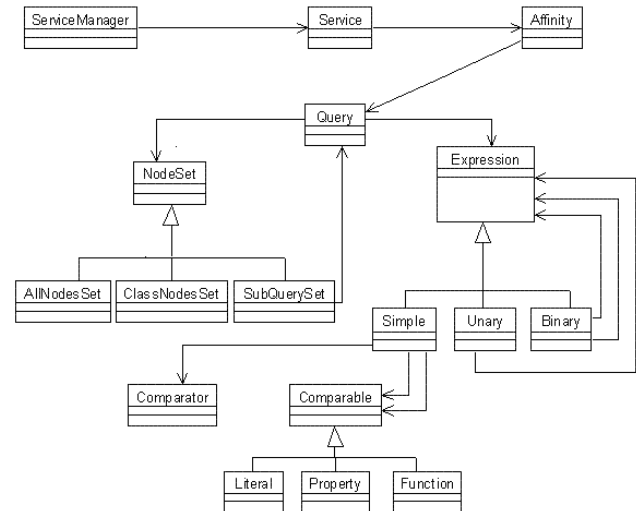 ServiceManager
Service
Affinity
Query
Expression
NodeSet
AllNodesSet
ClassNodesSet
SubQuerySet
Simple
Unary
Binary
Comparator
Comparable
Literal
Property
Function